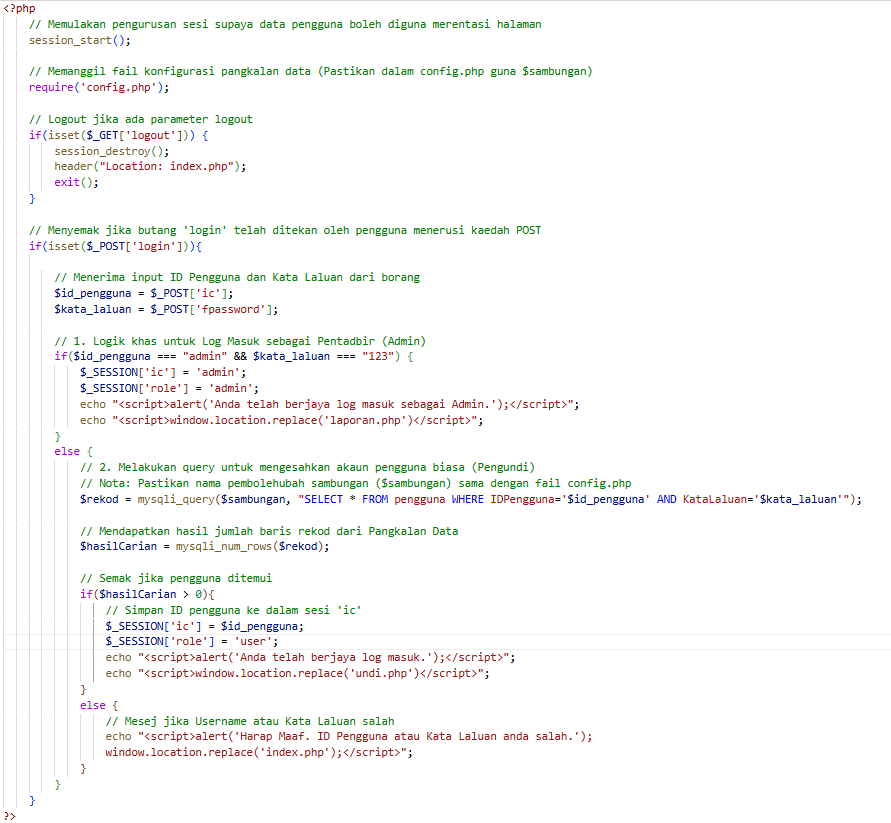 <?php
// Memulakan pengurusan sesi supaya data pengguna boleh diguna merentasi halaman
session_start();
// Memanggil fail konfigurasi pangkalan data (Pastikan dalam config.php guna $sambungan)
require('config.php');
// Logout jika ada parameter logout
if(isset($_GET['logout'])) {
session_destroy();
header("Location: index.php");
exit();
}
// Menyemak jika butang 'login' telah ditekan oleh pengguna menerusi kaedah POST
if(isset($_POST['login'])){
// Menerima input ID Pengguna dan Kata Laluan dari borang
$id_pengguna = $_POST['ic'];
$kata_laluan = $_POST['fpassword'];
// 1. Logik khas untuk Log Masuk sebagai Pentadbir (Admin)
if($id_pengguna === "admin" && $kata_laluan === "123") {
$_SESSION['ic'] = 'admin';
$_SESSION['role'] = 'admin';
echo "<script>alert('Anda telah berjaya log masuk sebagai Admin.');</script>";
echo "<script>window.location.replace('laporan.php')</script>";
}
else {
// 2. Melakukan query untuk mengesahkan akaun pengguna biasa (Pengundi)
// Nota: Pastikan nama pembolehubah sambungan ($sambungan) sama dengan fail config.php
$rekod = mysqli_query($sambungan, "SELECT * FROM pengguna WHERE IDPengguna='$id_pengguna' AND KataLaluan='$kata_laluan'");
// Mendapatkan hasil jumlah baris rekod dari Pangkalan Data
$hasilCarian = mysqli_num_rows($rekod);
// Semak jika pengguna ditemui
if($hasilCarian > 0){
// Simpan ID pengguna ke dalam sesi 'ic'
$_SESSION['ic'] = $id_pengguna;
$_SESSION['role'] = 'user';
echo "<script>alert('Anda telah berjaya log masuk.');</script>";
echo "<script>window.location.replace('undi.php')</script>";
}
else {
// Mesej jika Username atau Kata Laluan salah
echo "<script>alert('Harap Maaf. ID Pengguna atau Kata Laluan anda salah.');
window.location.replace('index.php');</script>";
}
}
}
?>